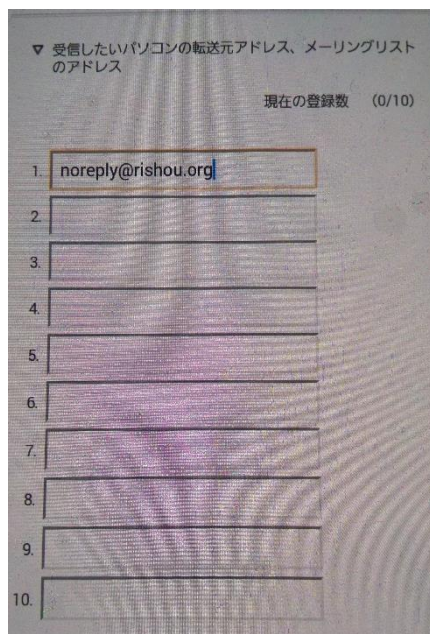 ▽ 受信したいパソコンの転送元アドレス、メーリングリスト
のアドレス
現在の登録数 (0/10)
1. noreply@rishou.org
2.
3.
4.
5.
6.
7.
8.
9.
10.